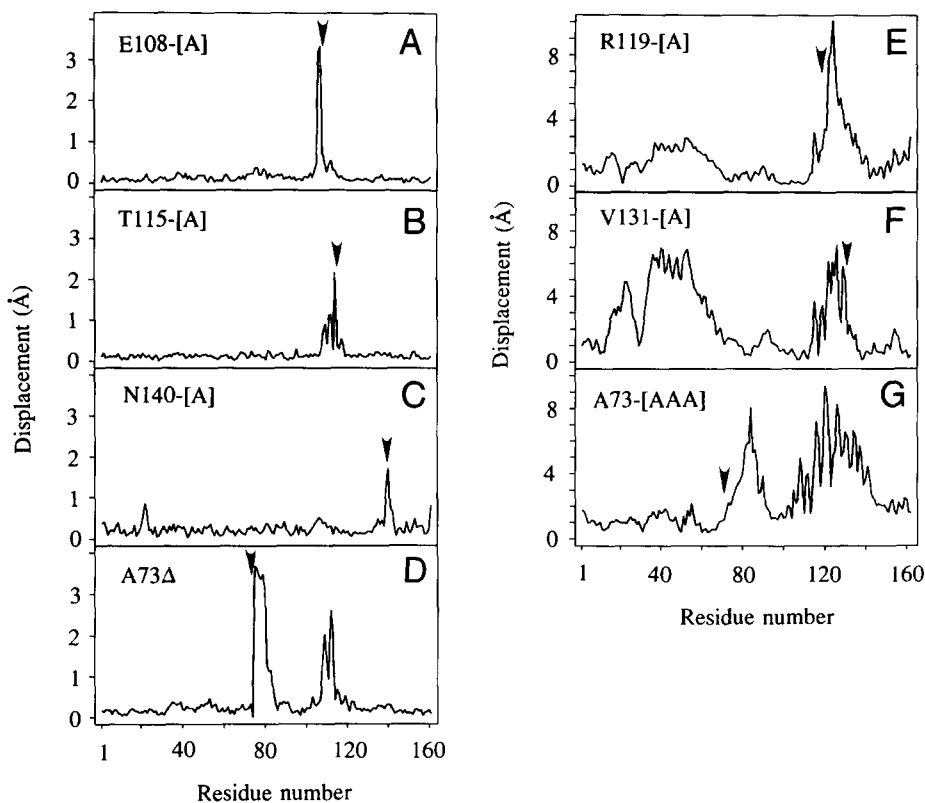 E108-[A]
A
3
2
1
0
T115-[A]
B
3
2
1
0
N140-[A]
C
3
2
1
0
A73Δ
D
3
2
1
0
Displacement (Å)
1
40
80
120
160
Residue number
R119-[A]
E
8
4
0
V131-[A]
F
8
4
0
A73-[AAA]
G
8
4
0
Displacement (Å)
1
40
80
120
160
Residue number